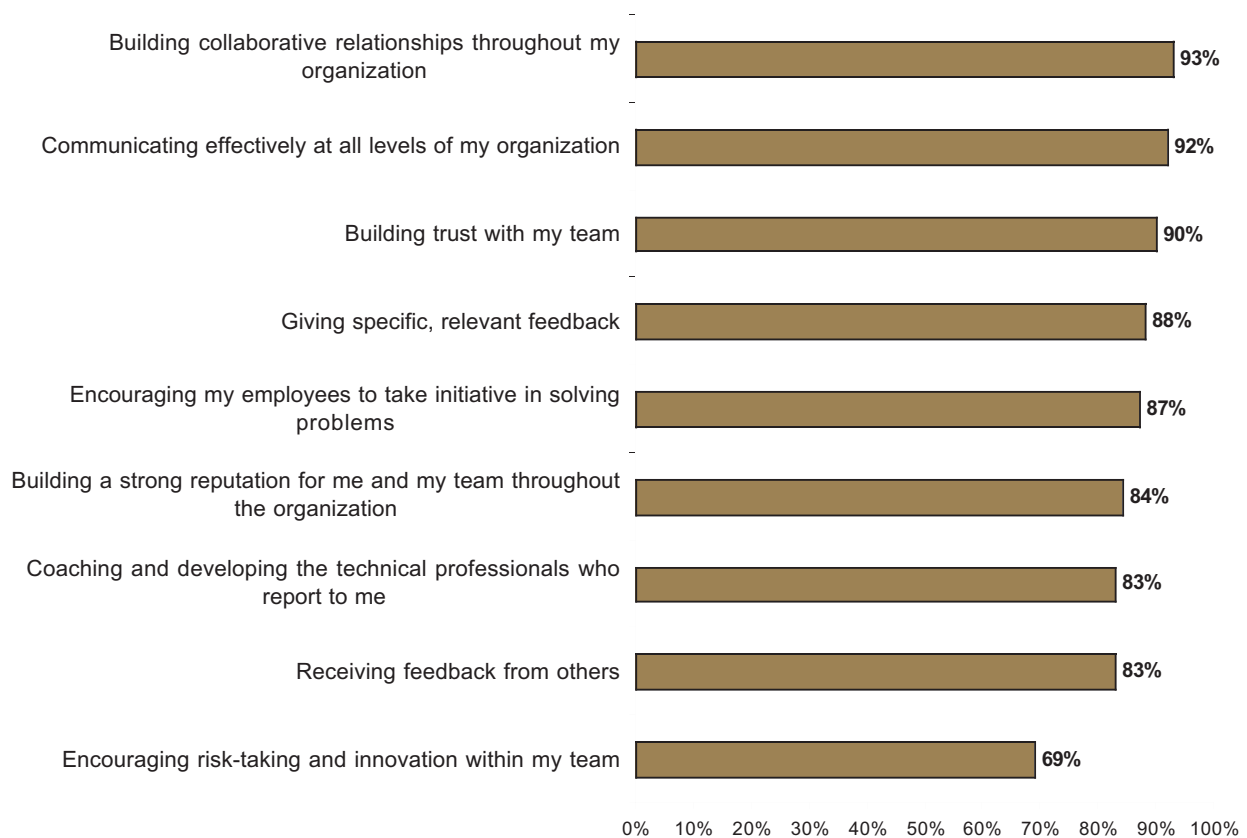 Building collaborative relationships throughout my
organization
93%
Communicating effectively at all levels of my organization
92%
Building trust with my team
90%
Giving specific, relevant feedback
88%
Encouraging my employees to take initiative in solving
problems
87%
Building a strong reputation for me and my team throughout
the organization
84%
Coaching and developing the technical professionals who
report to me
83%
Receiving feedback from others
83%
Encouraging risk-taking and innovation within my team
69%
0% 10% 20% 30% 40% 50% 60% 70% 80% 90% 100%